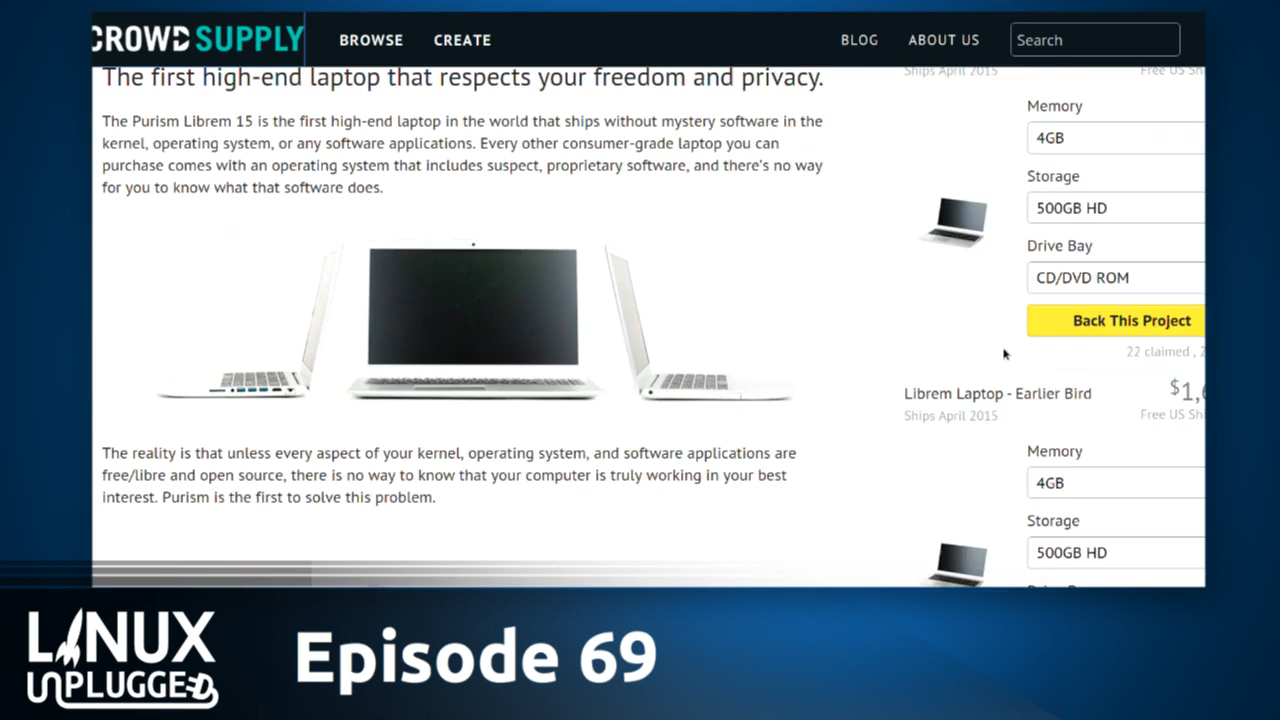 CROWD SUPPLY
BROWSE
CREATE
BLOG
ABOUT US
Search
The first high-end laptop that respects your freedom and privacy.
The Purism Librem 15 is the first high-end laptop in the world that ships without mystery software in the
kernel, operating system, or any software applications. Every other consumer-grade laptop you can
purchase comes with an operating system that includes suspect, proprietary software, and there's no way
for you to know what that software does.
The reality is that unless every aspect of your kernel, operating system, and software applications are
free/libre and open source, there is no way to know that your computer is truly working in your best
interest. Purism is the first to solve this problem.
Ships April 2015
Free US Sh
Memory
4GB
Storage
500GB HD
Drive Bay
CD/DVD ROM
Back This Project
22 claimed , 2
Librem Laptop - Earlier Bird
$1,
Ships April 2015
Free US Sh
Memory
4GB
Storage
500GB HD
LINUX
UNPLUGGED
Episode 69